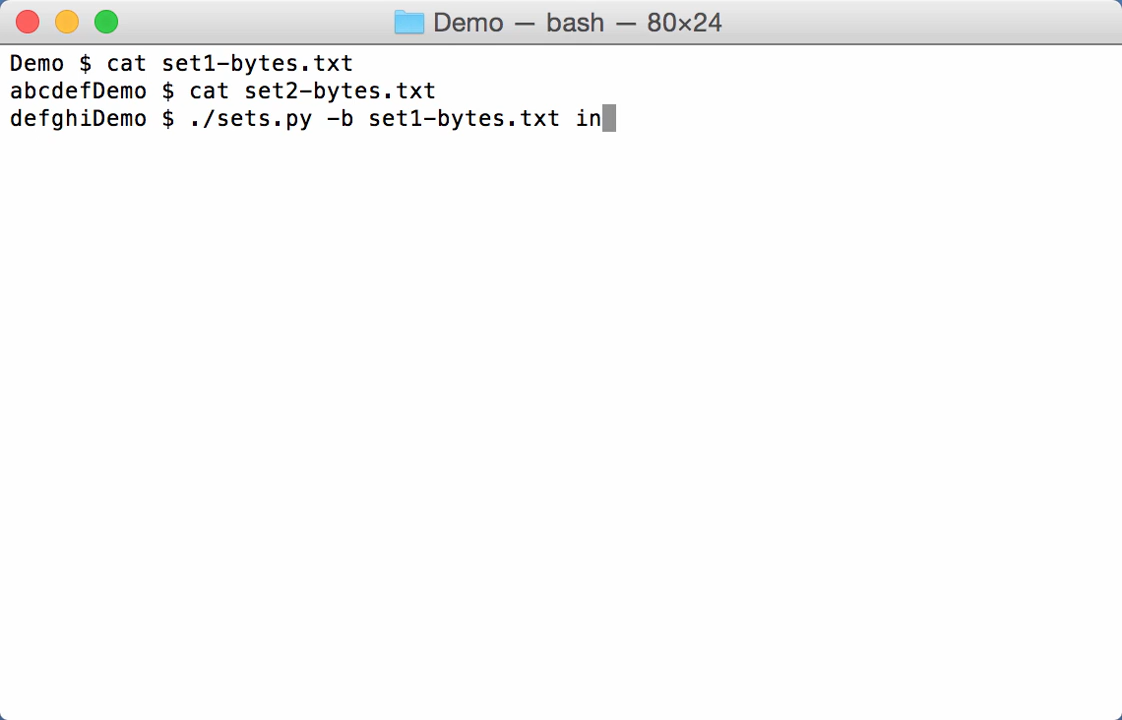 Demo — bash — 80×24
Demo $ cat set1-bytes.txt
abcdefDemo $ cat set2-bytes.txt
defghiDemo $ ./sets.py -b set1-bytes.txt in